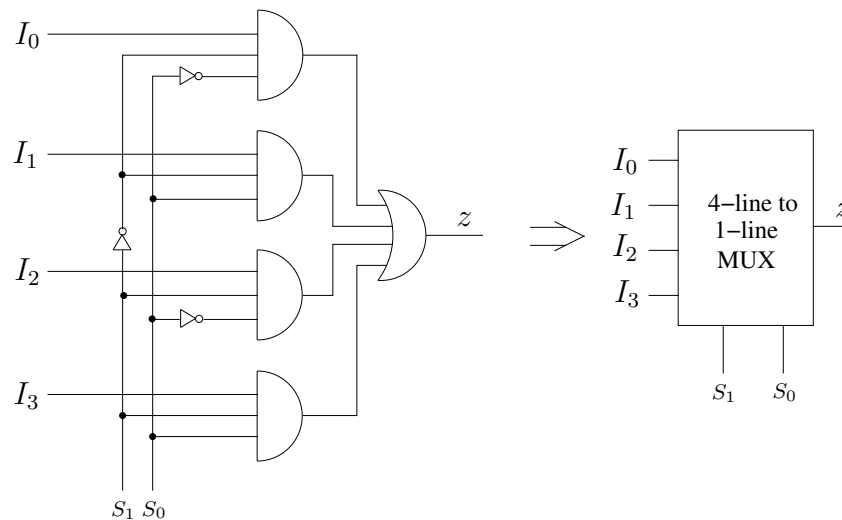 I₀
I₁
I₂
I₃
S₁ S₀
z
I₀
I₁
I₂
I₃
4−line to
1−line
MUX
z
S₁ S₀